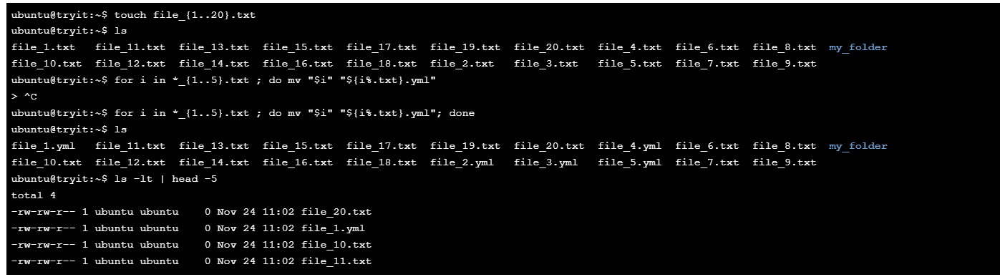 ubuntu@tryit:~$ touch file_{1..20}.txt
ubuntu@tryit:~$ ls
file_1.txt   file_11.txt  file_13.txt  file_15.txt  file_17.txt  file_19.txt  file_20.txt  file_4.txt  file_6.txt  file_8.txt  my_folder
file_10.txt  file_12.txt  file_14.txt  file_16.txt  file_18.txt  file_2.txt   file_3.txt   file_5.txt  file_7.txt  file_9.txt
ubuntu@tryit:~$ for i in *_{1..5}.txt ; do mv "$i" "${i%.txt}.yml"
> ^C
ubuntu@tryit:~$ for i in *_{1..5}.txt ; do mv "$i" "${i%.txt}.yml"; done
ubuntu@tryit:~$ ls
file_1.yml   file_11.txt  file_13.txt  file_15.txt  file_17.txt  file_19.txt  file_20.txt  file_4.yml  file_6.txt  file_8.txt  my_folder
file_10.txt  file_12.txt  file_14.txt  file_16.txt  file_18.txt  file_2.yml   file_3.yml   file_5.yml  file_7.txt  file_9.txt
ubuntu@tryit:~$ ls -lt | head -5
total 4
-rw-rw-r-- 1 ubuntu ubuntu    0 Nov 24 11:02 file_20.txt
-rw-rw-r-- 1 ubuntu ubuntu    0 Nov 24 11:02 file_1.yml
-rw-rw-r-- 1 ubuntu ubuntu    0 Nov 24 11:02 file_10.txt
-rw-rw-r-- 1 ubuntu ubuntu    0 Nov 24 11:02 file_11.txt